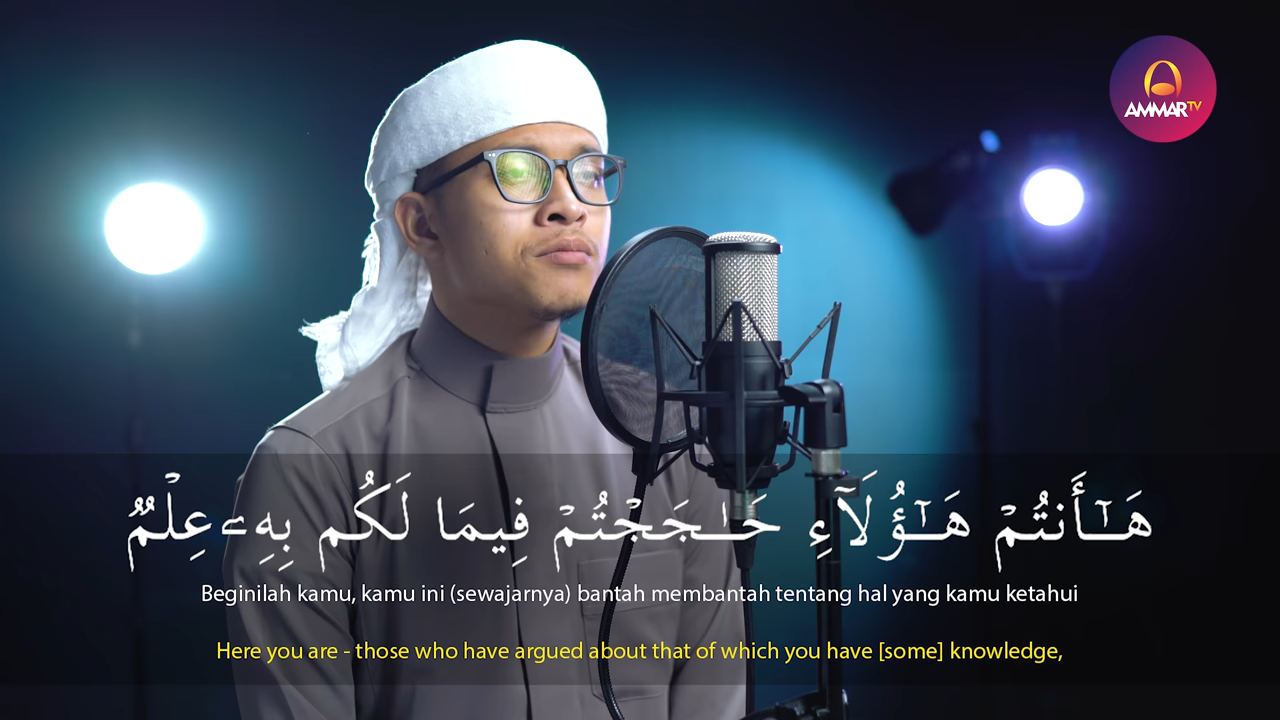 AMMAR TV
هَـٰٓأَنتُمْ هَـٰٓؤُلَآءِ حَـٰجَجْتُمْ فِيمَا لَكُم بِهِۦ عِلْمٌ
Beginilah kamu, kamu ini (sewajarnya) bantah membantah tentang hal yang kamu ketahui
Here you are - those who have argued about that of which you have [some] knowledge,